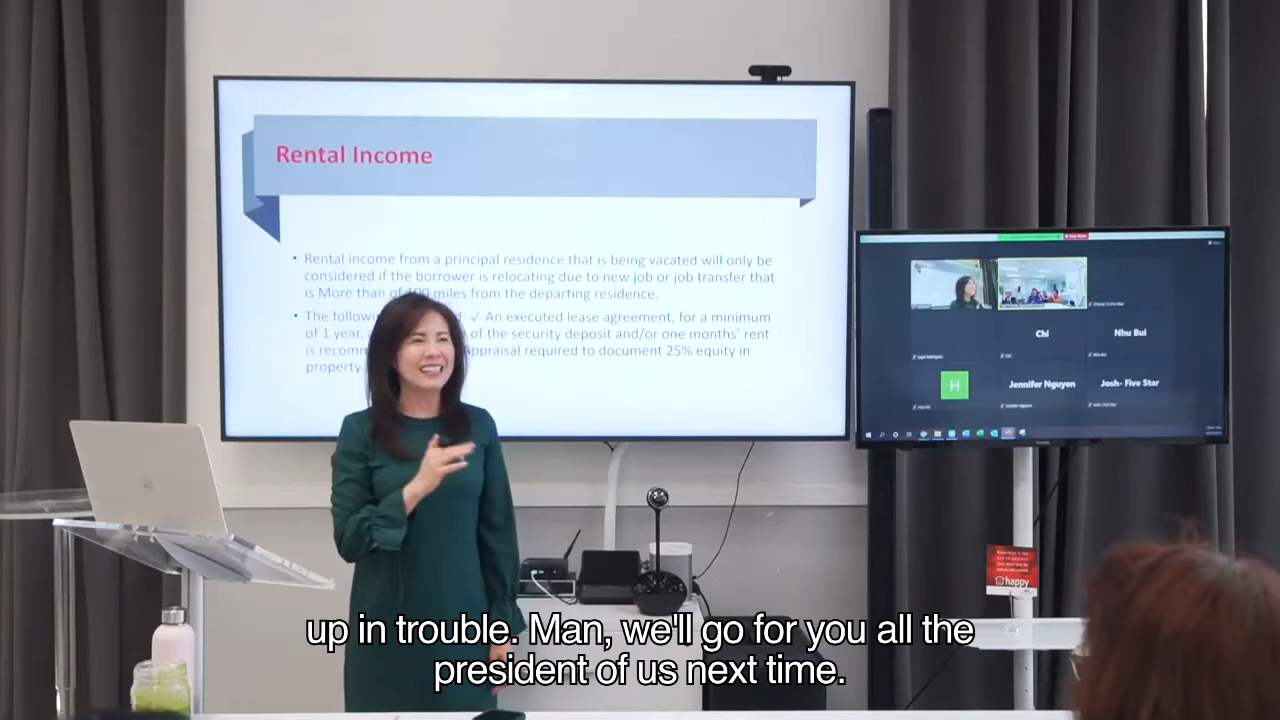 Rental Income
• Rental income from a principal residence that is being vacated will only be
considered if the borrower is relocating due to new job or job transfer that
is More than of 100 miles from the departing residence.
• The following d: ✓ An executed lease agreement, for a minimum
of 1 year, of the security deposit and/or one months' rent
is recomm Appraisal required to document 25% equity in
property.
Chi
Nhu Bui
H
Jennifer Nguyen
Josh- Five Star
happy
up in trouble. Man, we'll go for you all the
president of us next time.